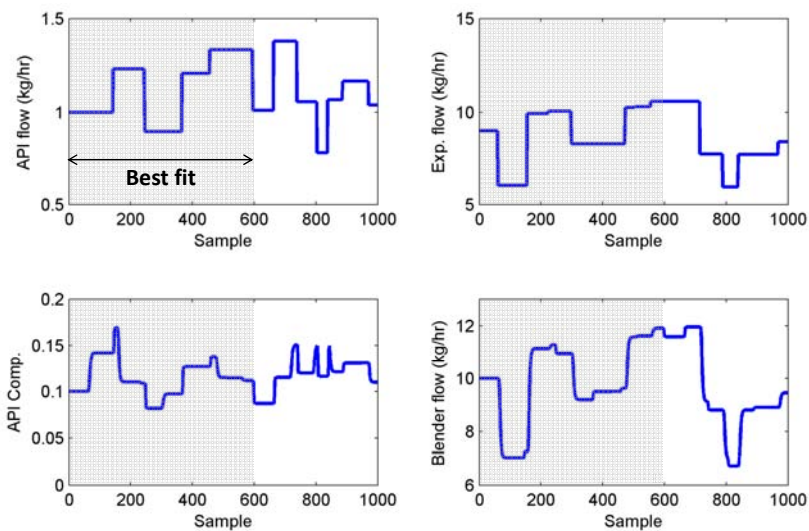 1.5
1
0.5
API flow (kg/hr)
Best fit
0 200 400 600 800 1000
Sample
15
10
5
Exp. flow (kg/hr)
0 200 400 600 800 1000
Sample
0.2
0.15
0.1
0.05
0
API Comp.
0 200 400 600 800 1000
Sample
12
10
8
6
Blender flow (kg/hr)
0 200 400 600 800 1000
Sample